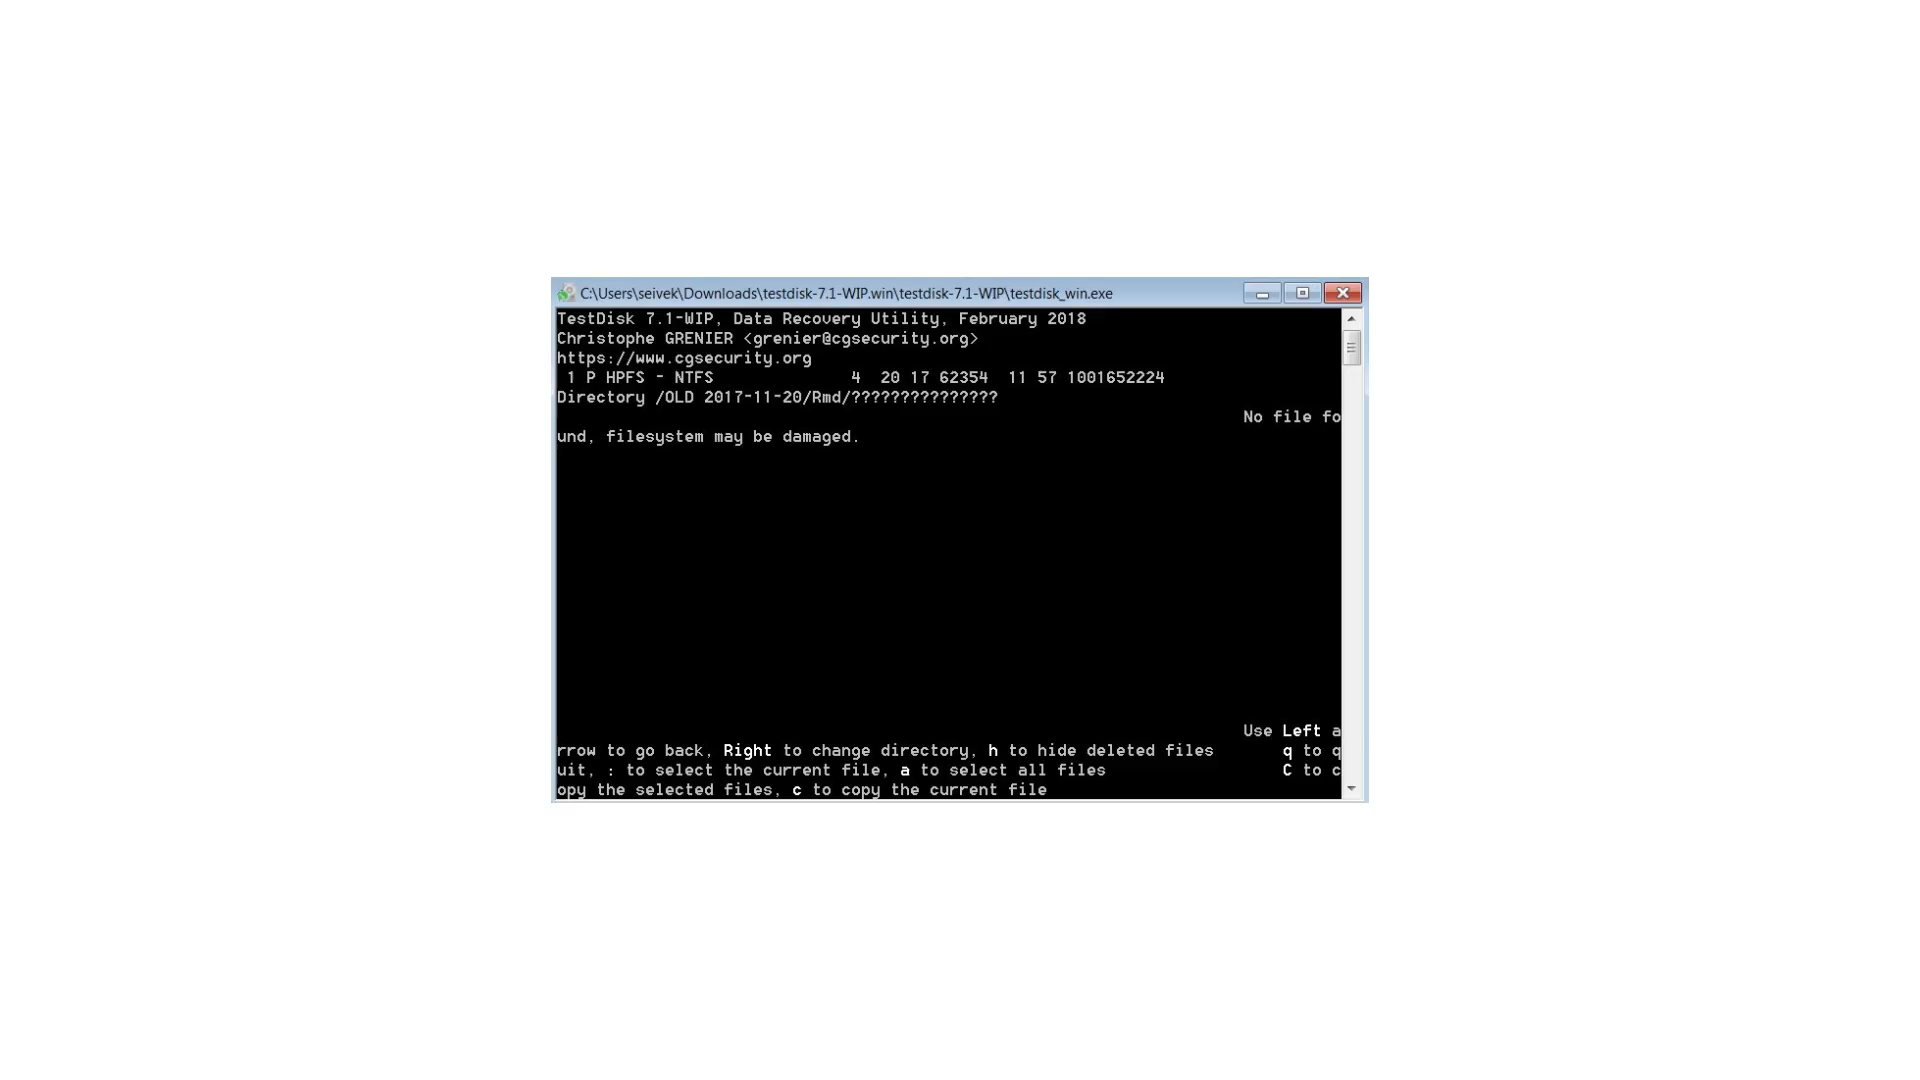 C:\Users\seivek\Downloads\testdisk-7.1-WIP.win\testdisk-7.1-WIP\testdisk_win.exe
TestDisk 7.1-WIP, Data Recovery Utility, February 2018
Christophe GRENIER <grenier@cgsecurity.org>
https://www.cgsecurity.org
1 P HPFS - NTFS 4 20 17 62354 11 57 1001652224
Directory /OLD 2017-11-20/Rmd/???????????????
No file fo
und, filesystem may be damaged.
Use Left a
rrow to go back, Right to change directory, h to hide deleted files q to q
uit, : to select the current file, a to select all files C to c
opy the selected files, c to copy the current file